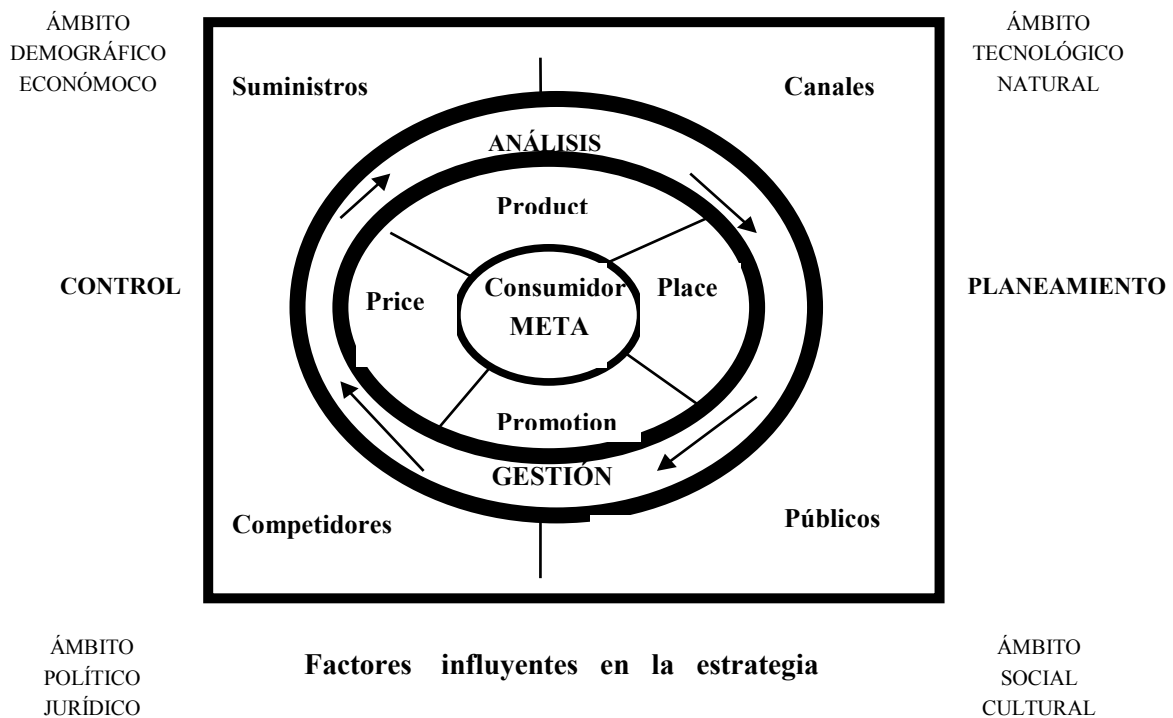 ÁMBITO
DEMOGRÁFICO
ECONÓMOCO
ÁMBITO
TECNOLÓGICO
NATURAL
Suministros
Canales
ANÁLISIS
Product
CONTROL
Price
Consumidor
META
Place
PLANEAMIENTO
Promotion
GESTIÓN
Competidores
Públicos
ÁMBITO
POLÍTICO
JURÍDICO
Factores influyentes en la estrategia
ÁMBITO
SOCIAL
CULTURAL